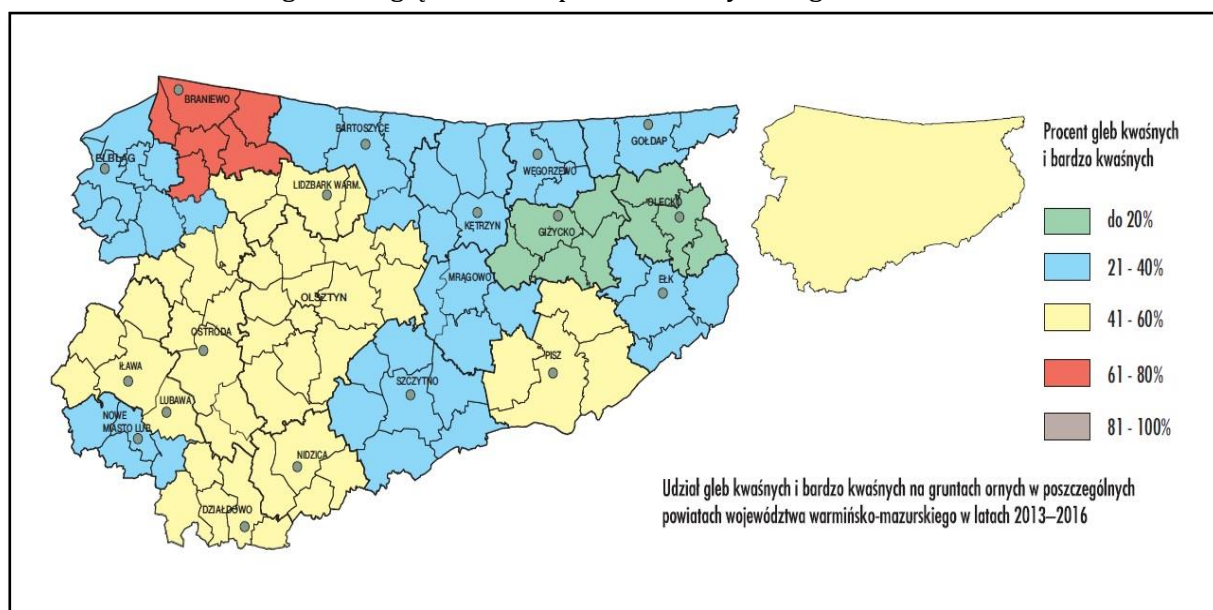 BRANIEWO
ELBLĄG
BARTOSZYCE
LIDZBARK WARM.
KĘTRZYN
WĘGORZEWO
GOŁDAP
GIŻYCKO
OLECKO
MRĄGOWO
EŁK
OLSZTYN
OSTRÓDA
IŁAWA
LUBAWA
NOWE
MIASTO LUB.
SZCZYTNO
PISZ
NIDZICA
DZIAŁDOWO
Procent gleb kwaśnych
i bardzo kwaśnych
do 20%
21 - 40%
41 - 60%
61 - 80%
81 - 100%
Udział gleb kwaśnych i bardzo kwaśnych na gruntach ornych w poszczególnych
powiatach województwa warmińsko-mazurskiego w latach 2013–2016